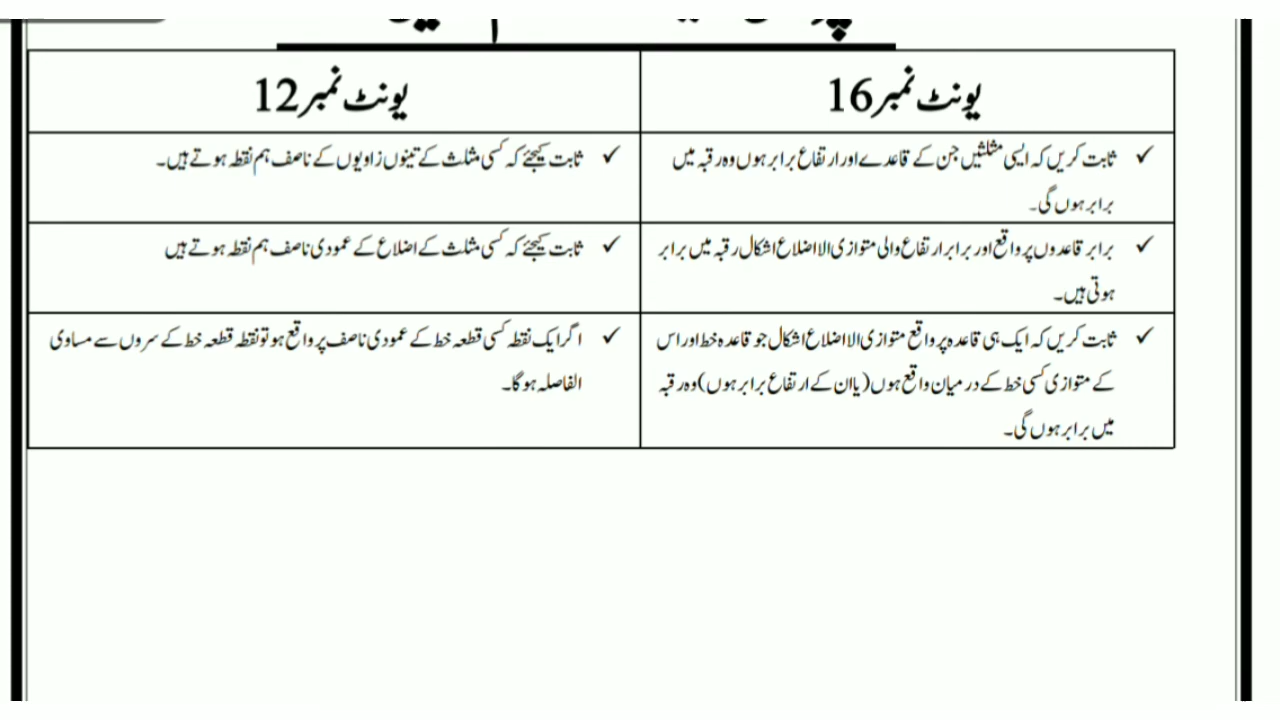 یونٹ نمبر 16
یونٹ نمبر 12
✓ ثابت کریں کہ ایسی مثلثیں جن کے قاعدے اور ارتفاع برابر ہوں وہ رقبہ میں
برابر ہوں گی۔
✓ ثابت کیجئے کہ کسی مثلث کے تینوں زاویوں کے ناصف ہم نقطہ ہوتے ہیں۔
✓ برابر قاعدوں پر واقع اور برابر ارتفاع والی متوازی الاضلاع اشکال رقبہ میں برابر
ہوتی ہیں۔
✓ ثابت کیجئے کہ کسی مثلث کے اضلاع کے عمودی ناصف ہم نقطہ ہوتے ہیں
✓ ثابت کریں کہ ایک ہی قاعدہ پر واقع متوازی الاضلاع اشکال جو قاعدہ خط اور اس
کے متوازی کسی خط کے درمیان واقع ہوں (یا ان کے ارتفاع برابر ہوں) وہ رقبہ
میں برابر ہوں گی۔
✓ اگر ایک نقطہ کسی قطعہ خط کے عمودی ناصف پر واقع ہو تو نقطہ قطعہ خط کے سروں سے مساوی
الفاصلہ ہو گا۔